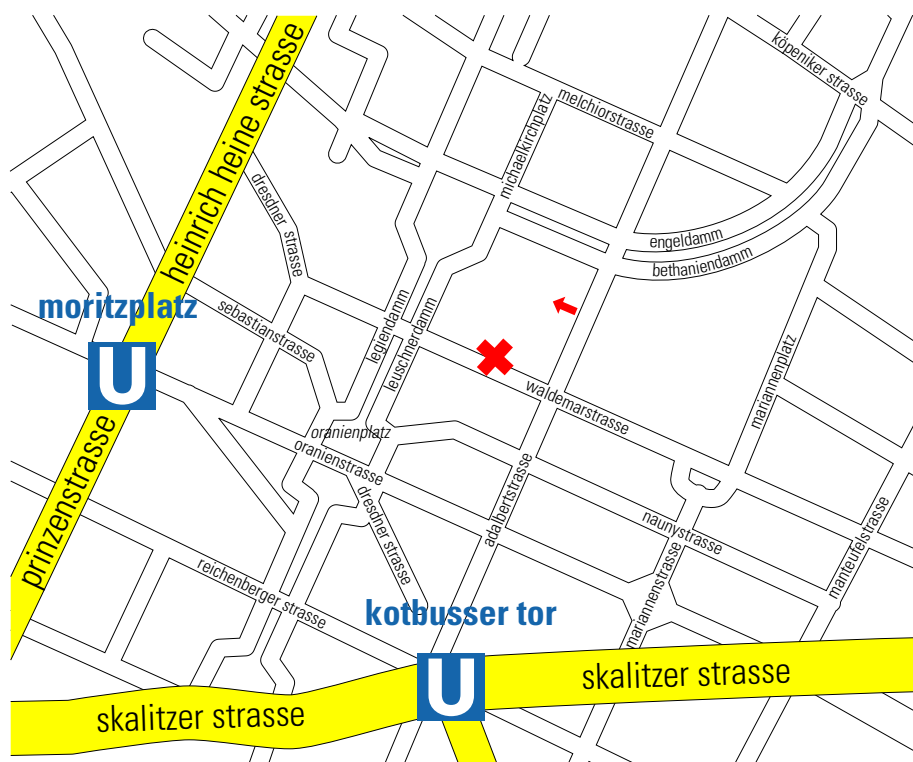 heinrich heine strasse
köpeniker strasse
melchiorstrasse
michaelkirchplatz
dresdner strasse
engeldamm
bethaniendamm
moritzplatz
U
sebastianstrasse
legiendamm
leuschnerdamm
waldemarstrasse
mariannenplatz
oranienplatz
oranienstrasse
prinzenstrasse
dresdner strasse
adalbertstrasse
naunystrasse
manteufelstrasse
reichenberger strasse
mariannenstrasse
kotbusser tor
U
skalitzer strasse
skalitzer strasse